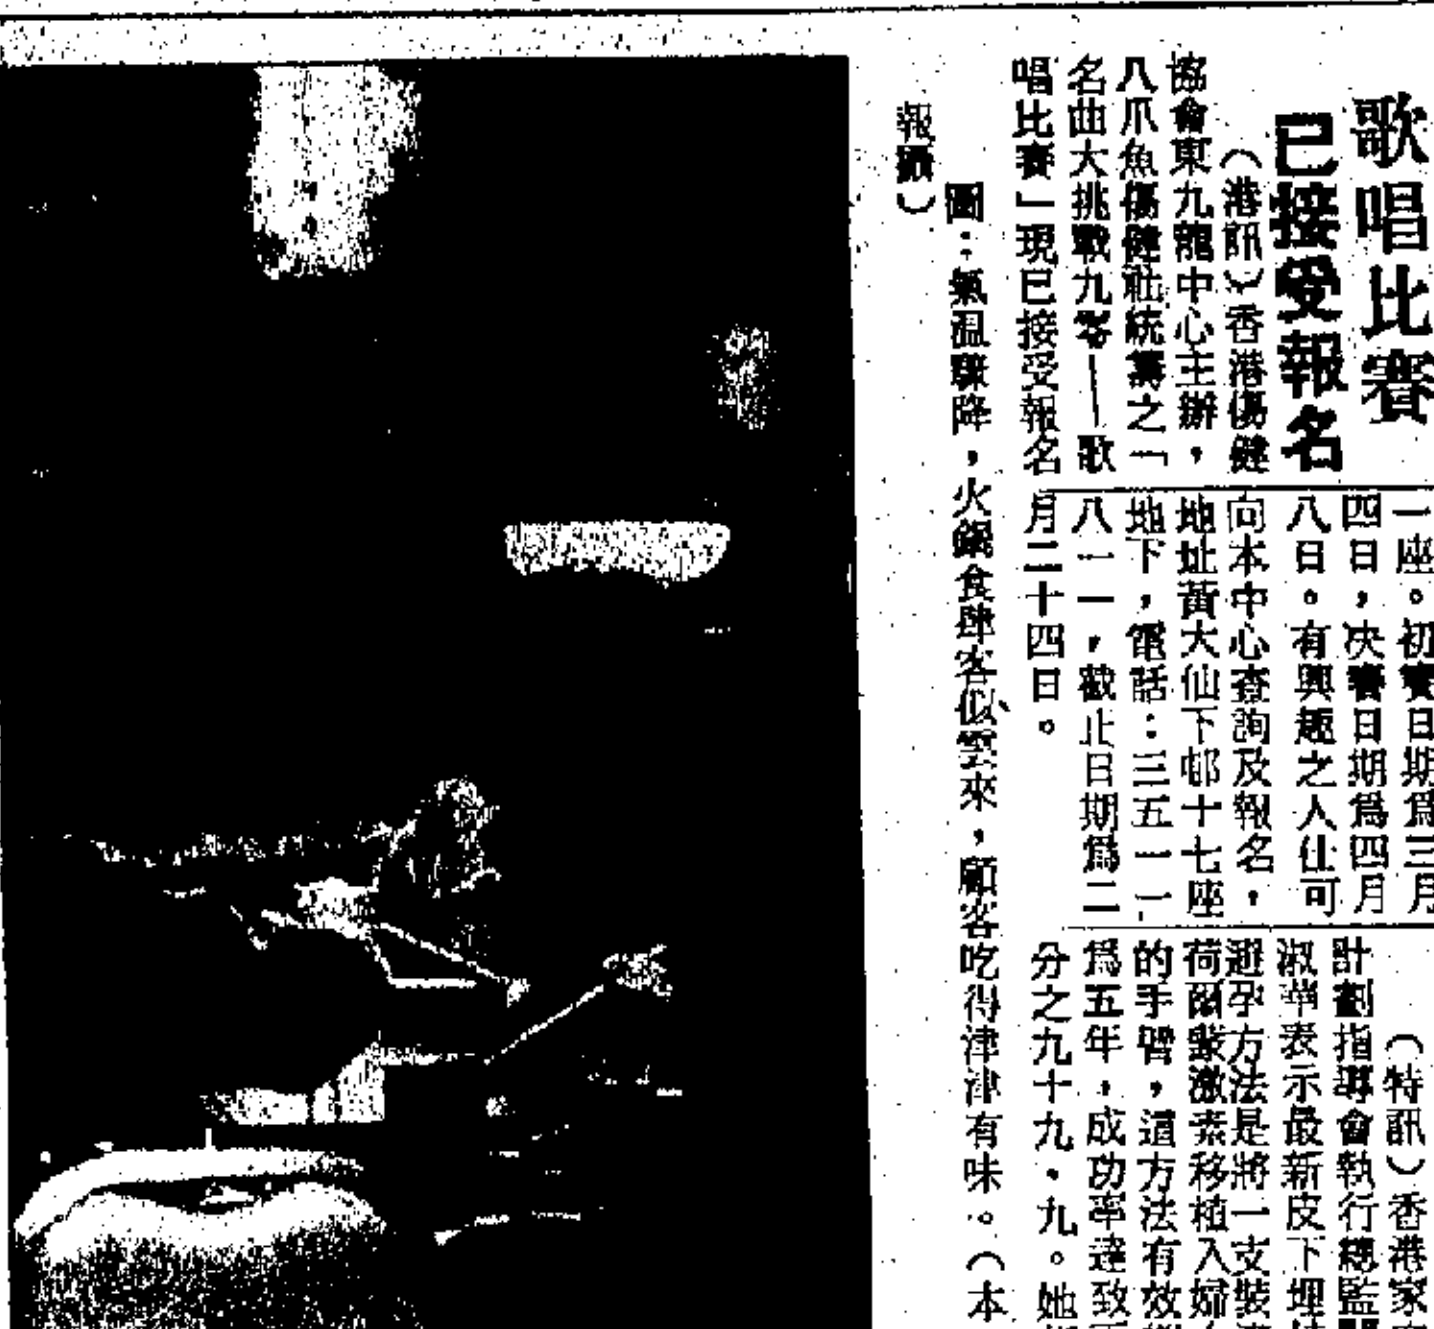 歌唱比賽
已接受報名
（港訊）香港傷健
協會東九龍中心主辦，
八爪魚傷健社統籌之「
名曲大挑戰九零——歌
唱比賽」現已接受報名
一座。初賽日期爲三月
四日，决賽日期爲四月
八日。有興趣之人仕可
向本中心查詢及報名，
地址黃大仙下邨十七座
地下，電話：三五一一
八一一，截止日期爲二
月二十四日。
圖：氣温驟降，火鍋食肆客似雲來，顧客吃得津津有味。（本
報攝）
（特訊）香港家
計劃指導會執行總監
淑華表示最新皮下埋
避孕方法是將一支裝
荷爾蒙激素移植入婦
的手臂，這方法有效
爲五年，成功率達致
分之九十九．九。她